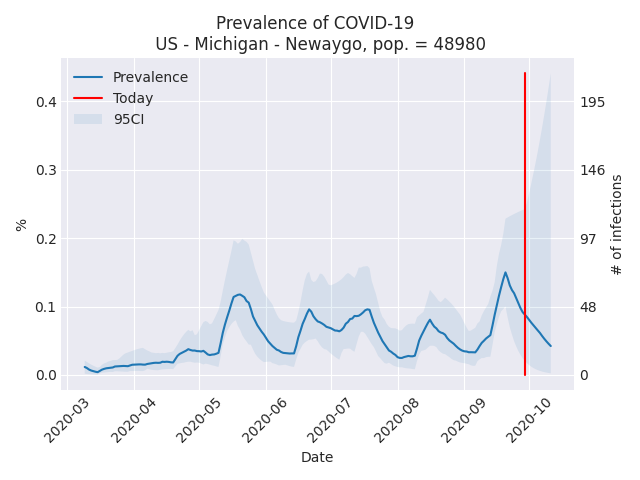 Prevalence of COVID-19
US - Michigan - Newaygo, pop. = 48980
Prevalence
Today
95CI
0.4
0.3
0.2
0.1
0.0
%
195
146
97
48
0
# of infections
2020-03
2020-04
2020-05
2020-06
2020-07
2020-08
2020-09
2020-10
Date